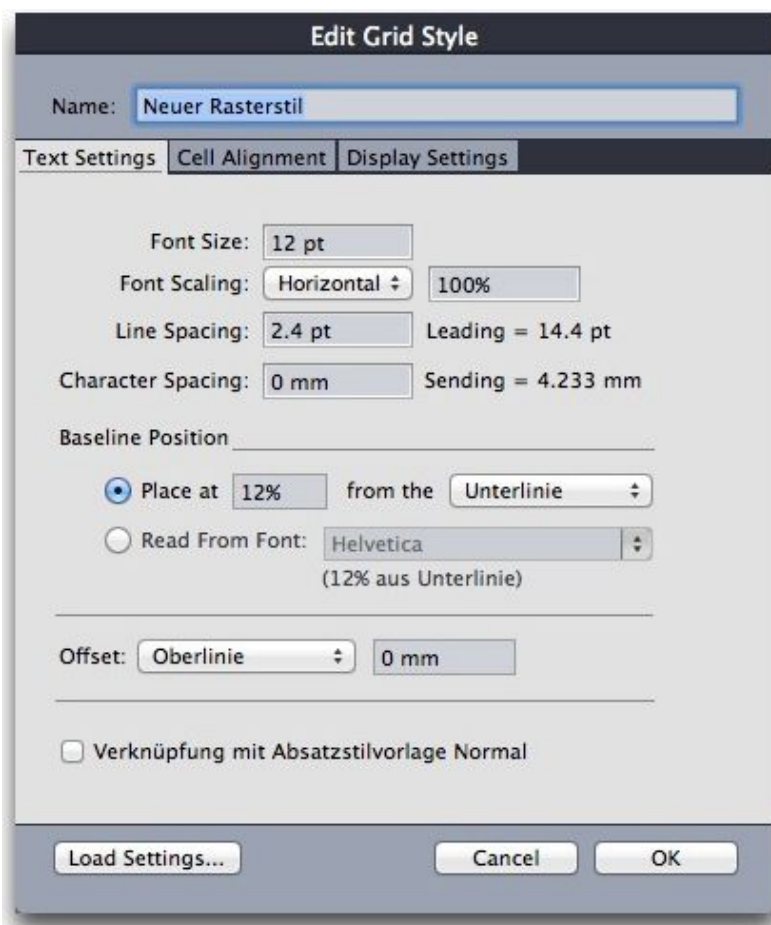 Edit Grid Style
Name: Neuer Rasterstil
Text Settings Cell Alignment Display Settings
Font Size: 12 pt
Font Scaling: Horizontal 100%
Line Spacing: 2.4 pt Leading = 14.4 pt
Character Spacing: 0 mm Sending = 4.233 mm
Baseline Position
Place at 12% from the Unterlinie
Read From Font: Helvetica
(12% aus Unterlinie)
Offset: Oberlinie 0 mm
Verknüpfung mit Absatzstilvorlage Normal
Load Settings... Cancel OK